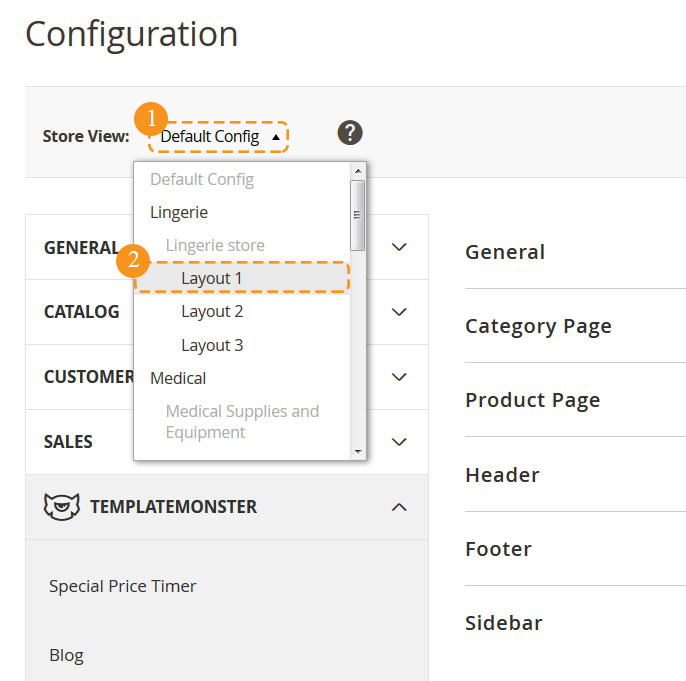 Configuration
1
Store View: Default Config ?
Default Config
Lingerie
Lingerie store
2
Layout 1
Layout 2
Layout 3
Medical
Medical Supplies and
Equipment
GENERAL
CATALOG
CUSTOMER
SALES
TEMPLATEMONSTER
Special Price Timer
Blog
General
Category Page
Product Page
Header
Footer
Sidebar